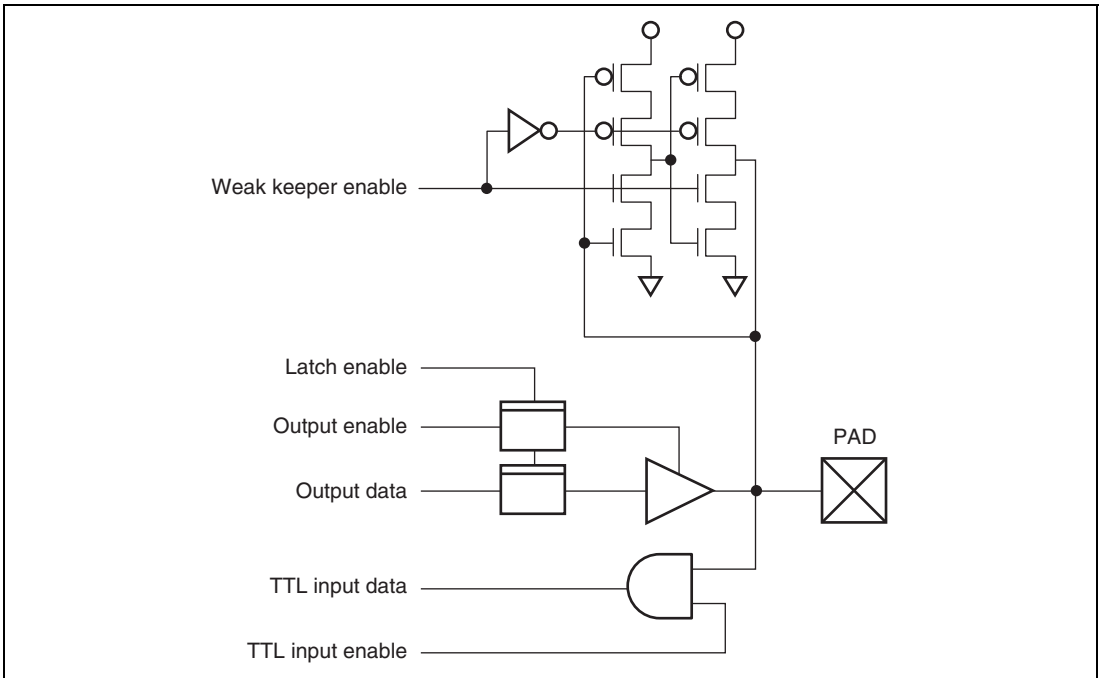 Weak keeper enable
Latch enable
Output enable
PAD
Output data
TTL input data
TTL input enable